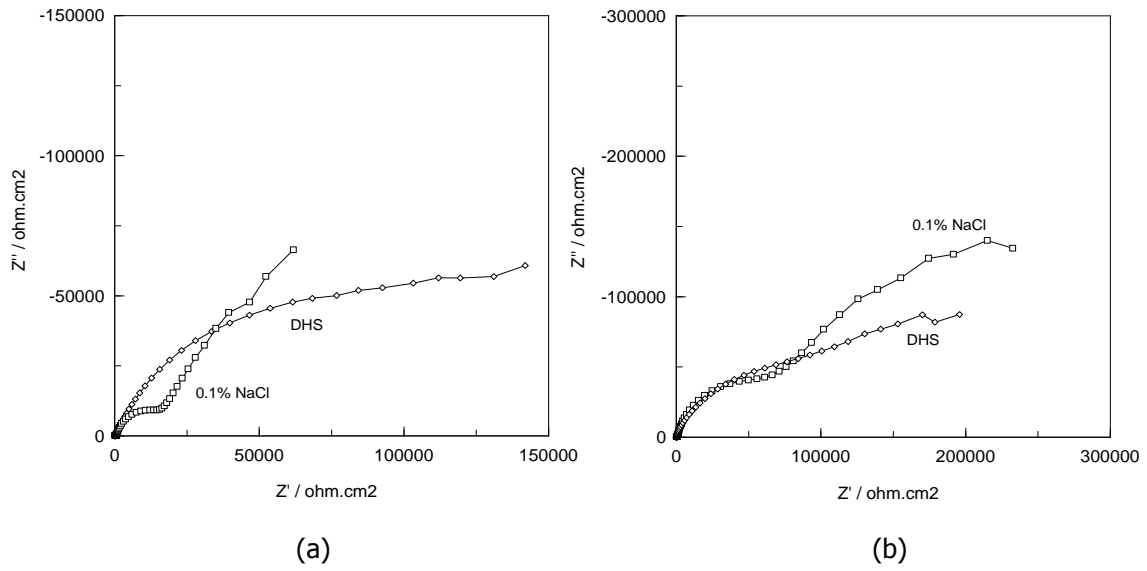 -150000
-100000
-50000
0
Z'' / ohm.cm2
DHS
0.1% NaCl
0
50000
100000
150000
Z' / ohm.cm2
(a)
-300000
-200000
-100000
0
Z'' / ohm.cm2
0.1% NaCl
DHS
0
100000
200000
300000
Z' / ohm.cm2
(b)